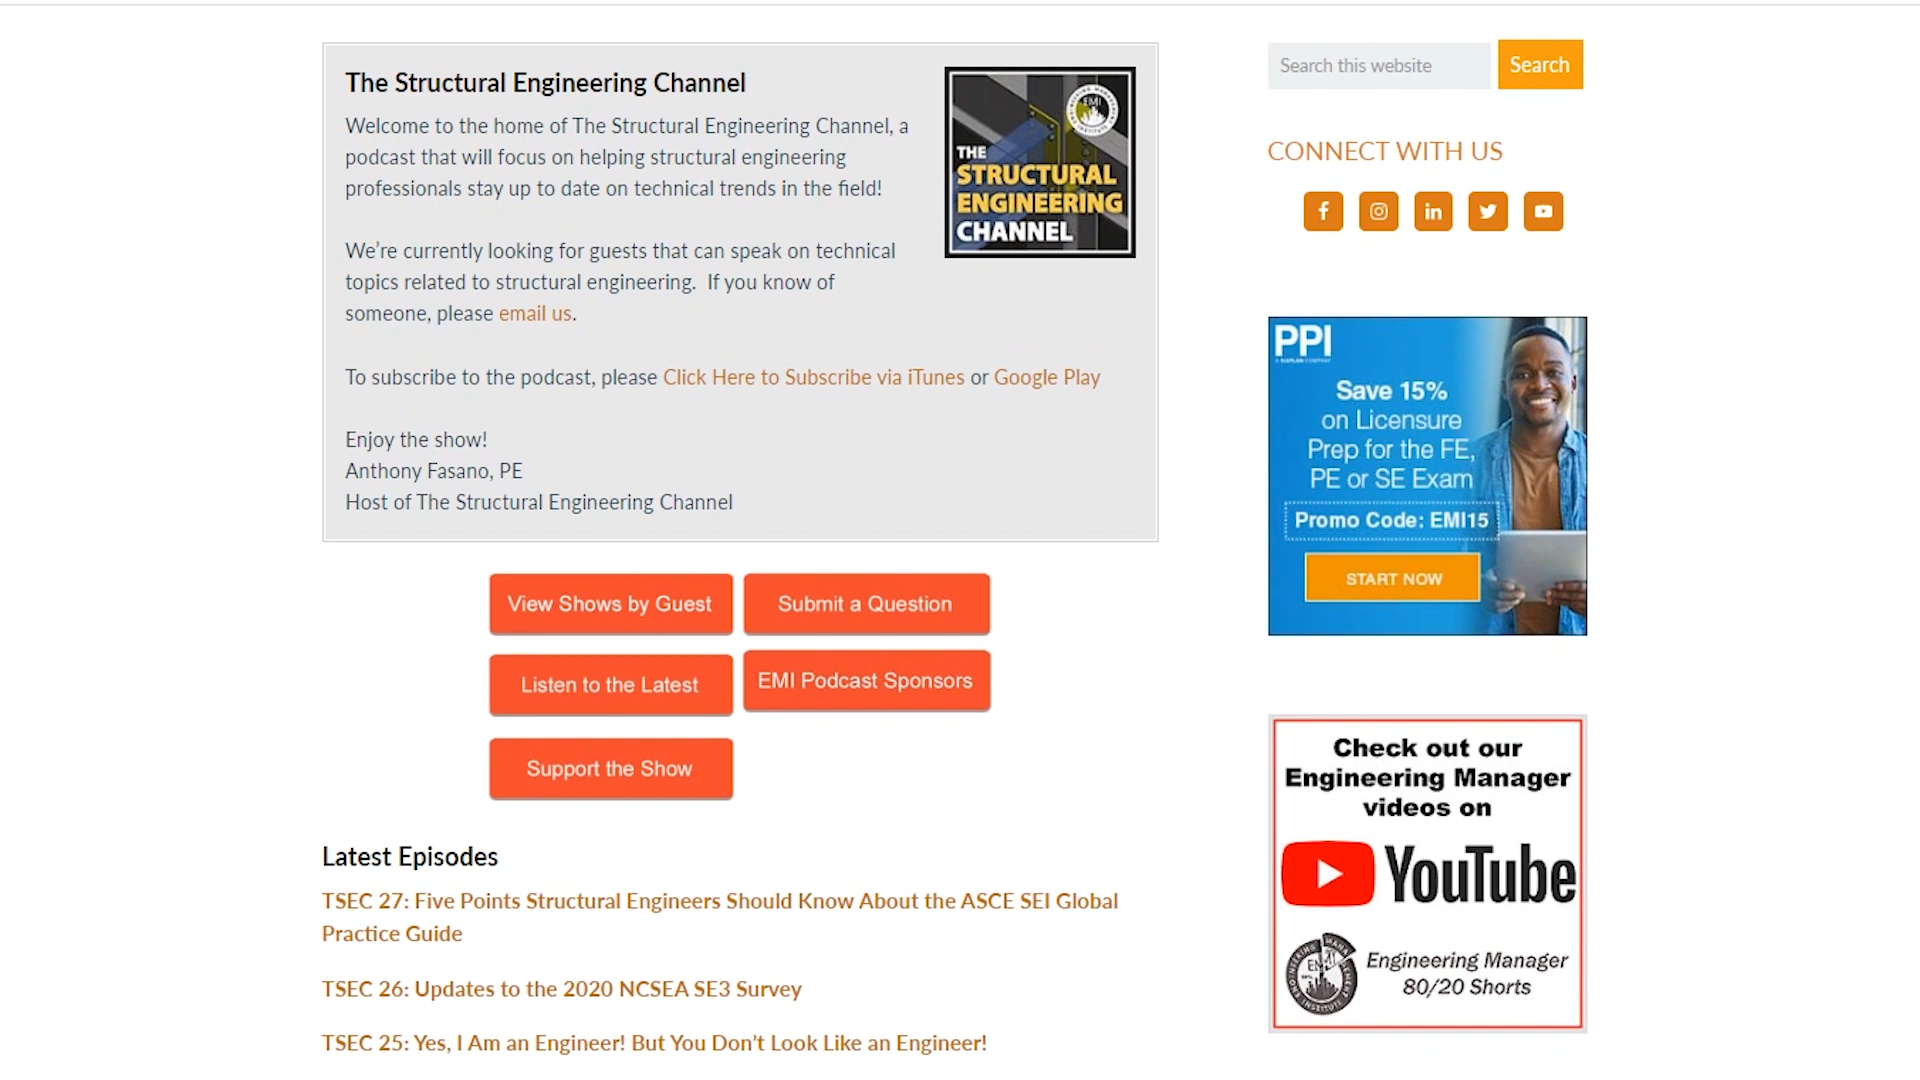 The Structural Engineering Channel
Welcome to the home of The Structural Engineering Channel, a
podcast that will focus on helping structural engineering
professionals stay up to date on technical trends in the field!
We’re currently looking for guests that can speak on technical
topics related to structural engineering.  If you know of
someone, please email us.
To subscribe to the podcast, please Click Here to Subscribe via iTunes or Google Play
Enjoy the show!
Anthony Fasano, PE
Host of The Structural Engineering Channel
EMI
THE
STRUCTURAL
ENGINEERING
CHANNEL
View Shows by Guest
Submit a Question
Listen to the Latest
EMI Podcast Sponsors
Support the Show
Latest Episodes
TSEC 27: Five Points Structural Engineers Should Know About the ASCE SEI Global
Practice Guide
TSEC 26: Updates to the 2020 NCSEA SE3 Survey
TSEC 25: Yes, I Am an Engineer! But You Don’t Look Like an Engineer!
Search this website
Search
CONNECT WITH US
PPI
Save 15%
on Licensure
Prep for the FE,
PE or SE Exam
Promo Code: EMI15
START NOW
Check out our
Engineering Manager
videos on
YouTube
Engineering Manager
80/20 Shorts